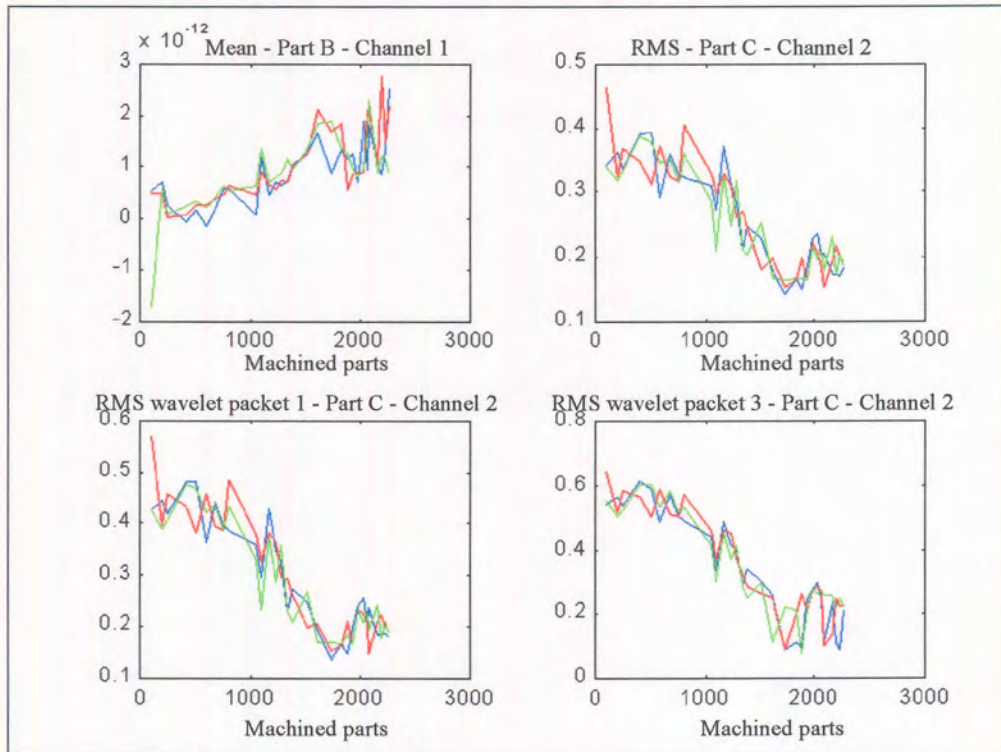 x 10^-12
Mean - Part B - Channel 1
3
2
1
0
-1
-2
0 1000 2000 3000
Machined parts
RMS - Part C - Channel 2
0.5
0.4
0.3
0.2
0.1
0 1000 2000 3000
Machined parts
RMS wavelet packet 1 - Part C - Channel 2
0.6
0.5
0.4
0.3
0.2
0.1
0 1000 2000 3000
Machined parts
RMS wavelet packet 3 - Part C - Channel 2
0.8
0.6
0.4
0.2
0
0 1000 2000 3000
Machined parts